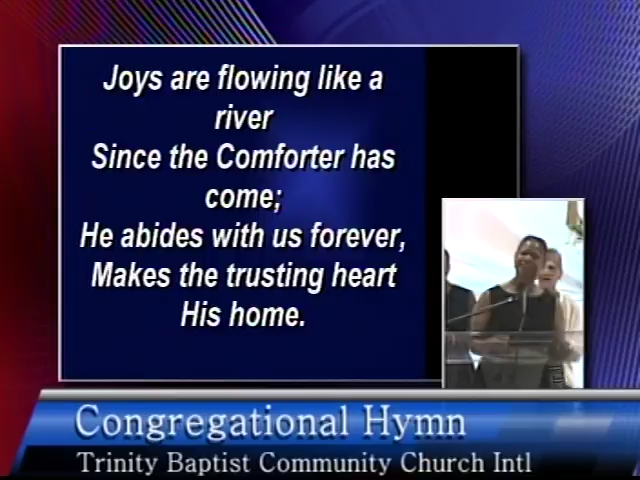 Joys are flowing like a
river
Since the Comforter has
come;
He abides with us forever,
Makes the trusting heart
His home.
Congregational Hymn
Trinity Baptist Community Church Intl